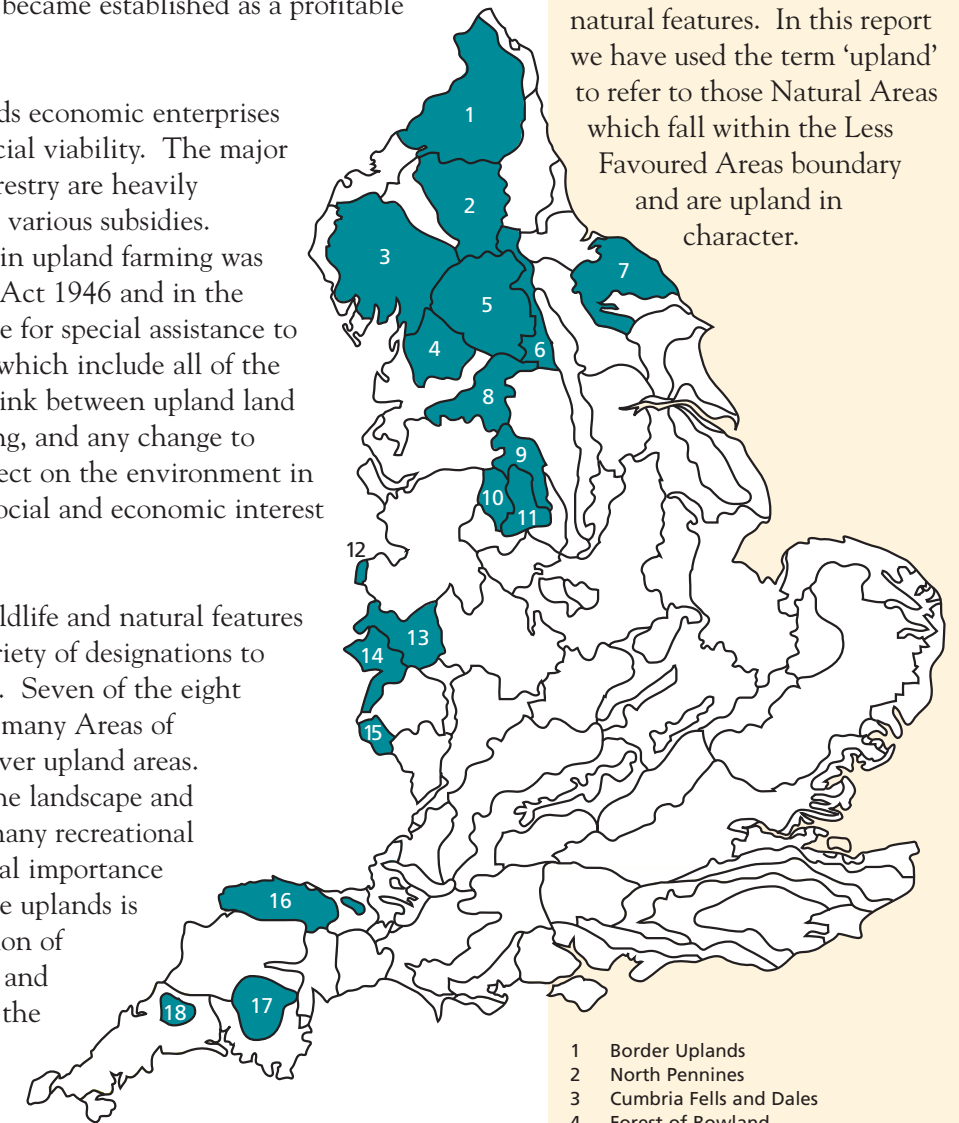 became established as a profitable
ds economic enterprises
cial viability. The major
restry are heavily
various subsidies.
in upland farming was
Act 1946 and in the
e for special assistance to
which include all of the
ink between upland land
ng, and any change to
ect on the environment in
ocial and economic interest
ldlife and natural features
riety of designations to
. Seven of the eight
many Areas of
ver upland areas.
he landscape and
many recreational
al importance
e uplands is
on of
and
the
natural features. In this report
we have used the term ‘upland’
to refer to those Natural Areas
which fall within the Less
Favoured Areas boundary
and are upland in
character.
1
2
3
7
5
4
6
8
9
10
11
12
13
14
15
16
17
18
1 Border Uplands
2 North Pennines
3 Cumbria Fells and Dales
4 Forest of Bowland